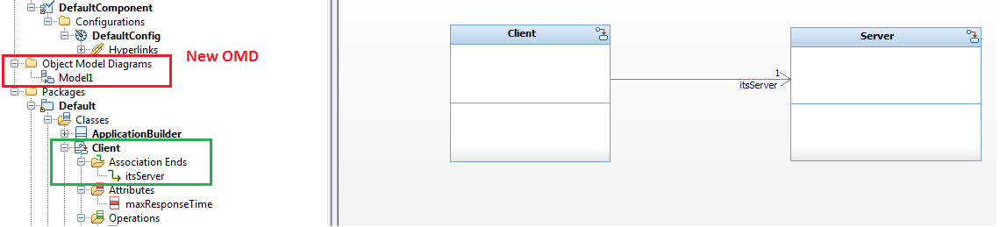 DefaultComponent
Configurations
DefaultConfig
Hyperlinks
Object Model Diagrams
New OMD
Model1
Packages
Default
Classes
ApplicationBuilder
Client
Association Ends
itsServer
Attributes
maxResponseTime
Operations
Client
Server
1
itsServer